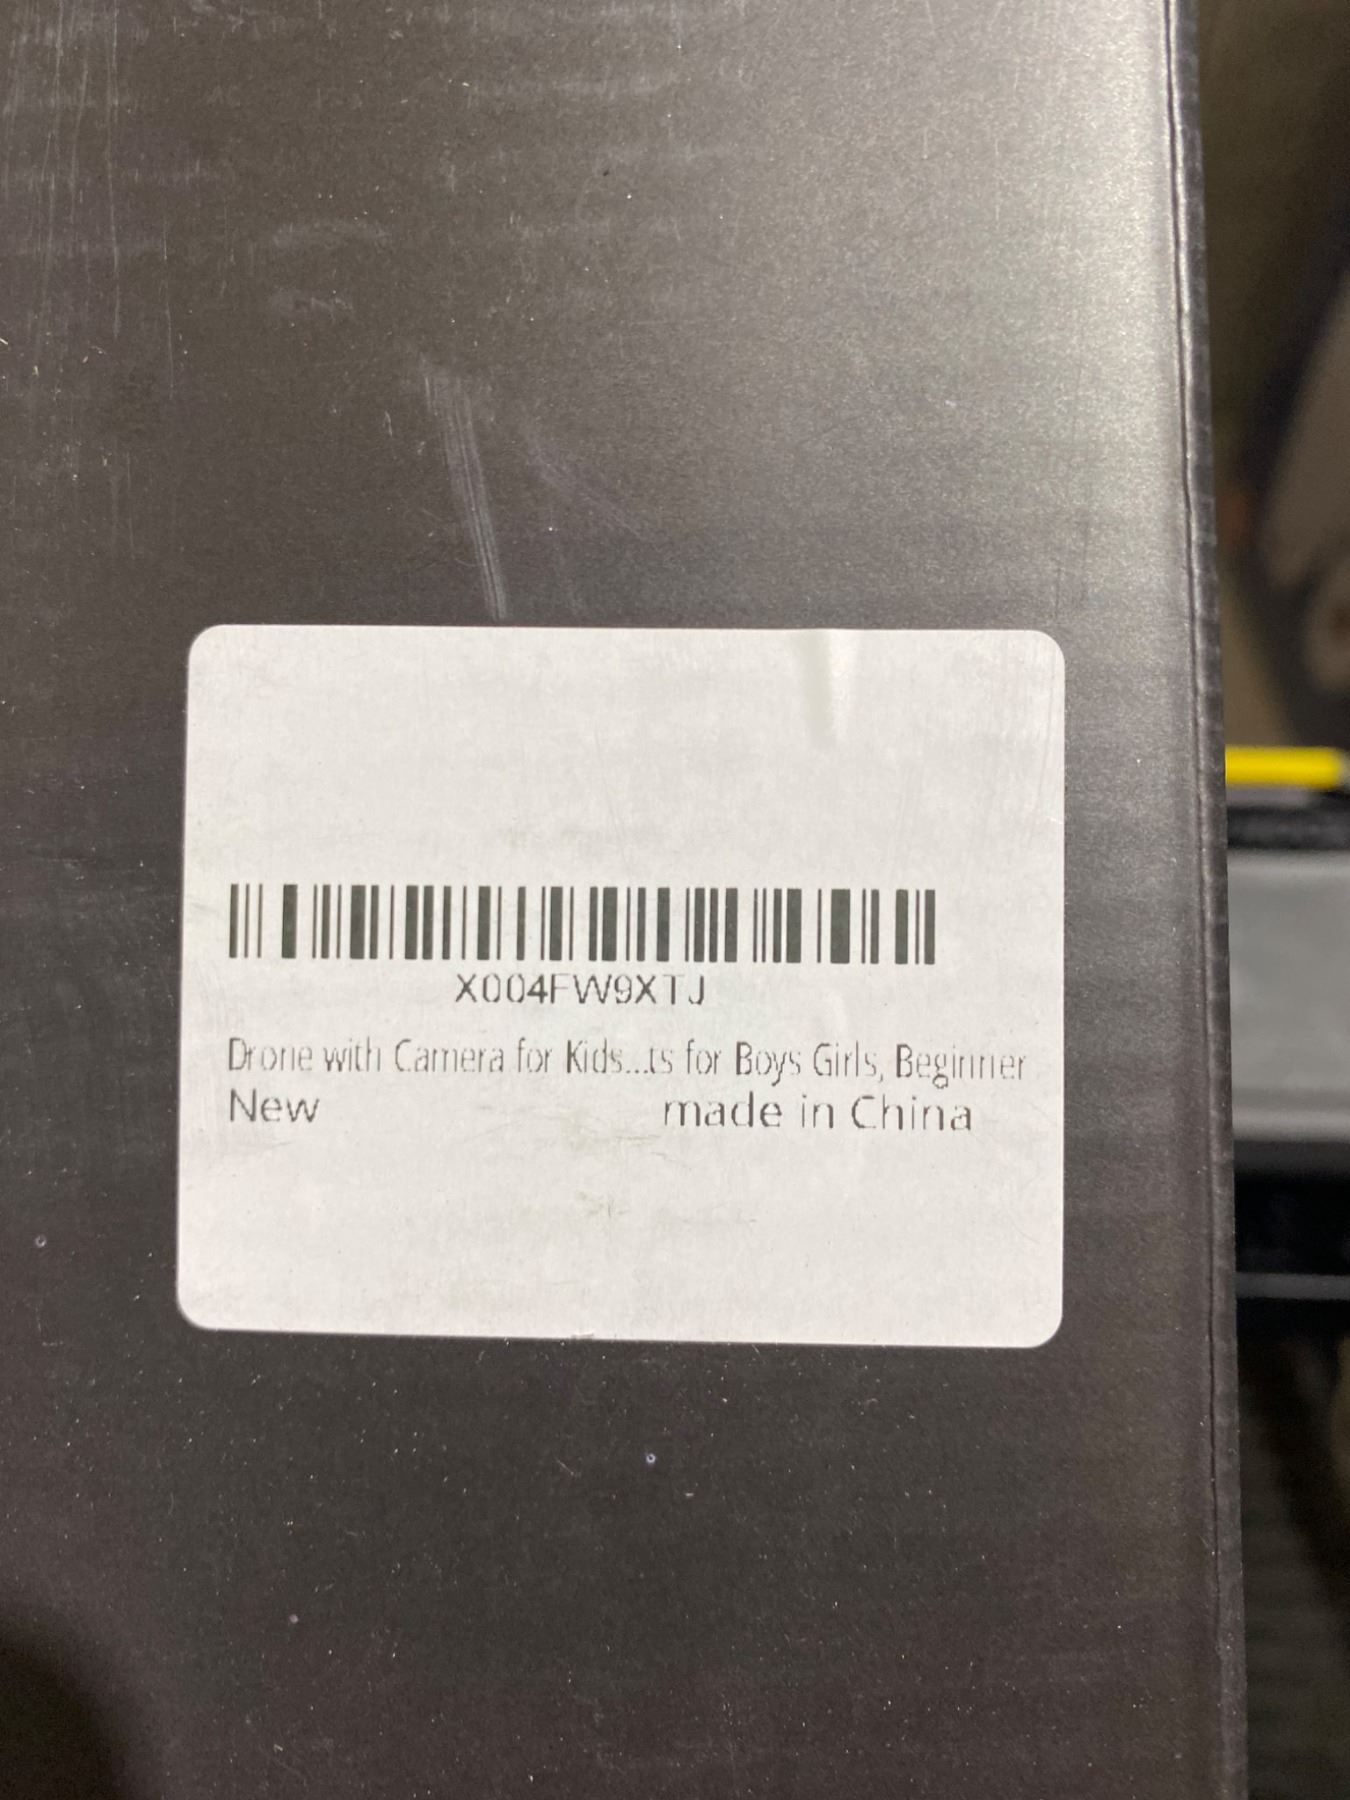 X004FW9XTJ
Drone with Camera for Kids...ts for Boys Girls, Beginner
New made in China